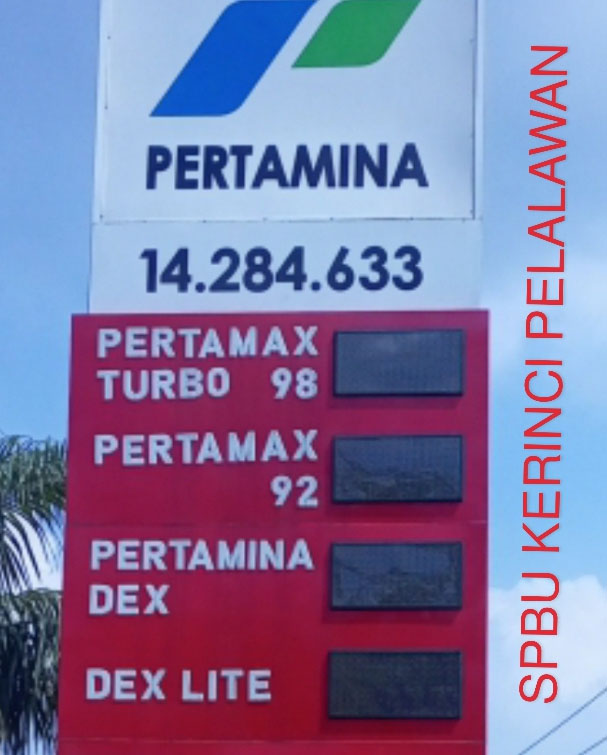 PERTAMINA
14.284.633
PERTAMAX
TURBO 98
PERTAMAX
92
PERTAMINA
DEX
DEX LITE
SPBU KERINCI PELALAWAN